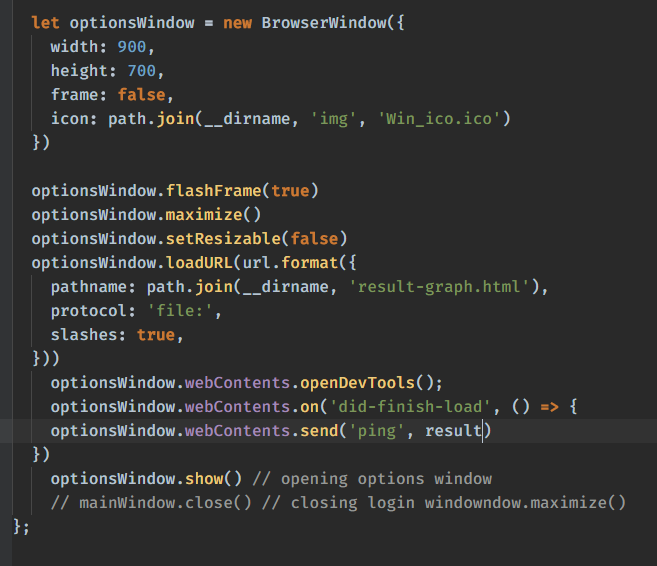 let optionsWindow = new BrowserWindow({
width: 900,
height: 700,
frame: false,
icon: path.join(__dirname, 'img', 'Win_ico.ico')
})
optionsWindow.flashFrame(true)
optionsWindow.maximize()
optionsWindow.setResizable(false)
optionsWindow.loadURL(url.format({
pathname: path.join(__dirname, 'result-graph.html'),
protocol: 'file:',
slashes: true,
}))
optionsWindow.webContents.openDevTools();
optionsWindow.webContents.on('did-finish-load', () => {
optionsWindow.webContents.send('ping', result)
})
optionsWindow.show() // opening options window
// mainWindow.close() // closing login windowndow.maximize()
};